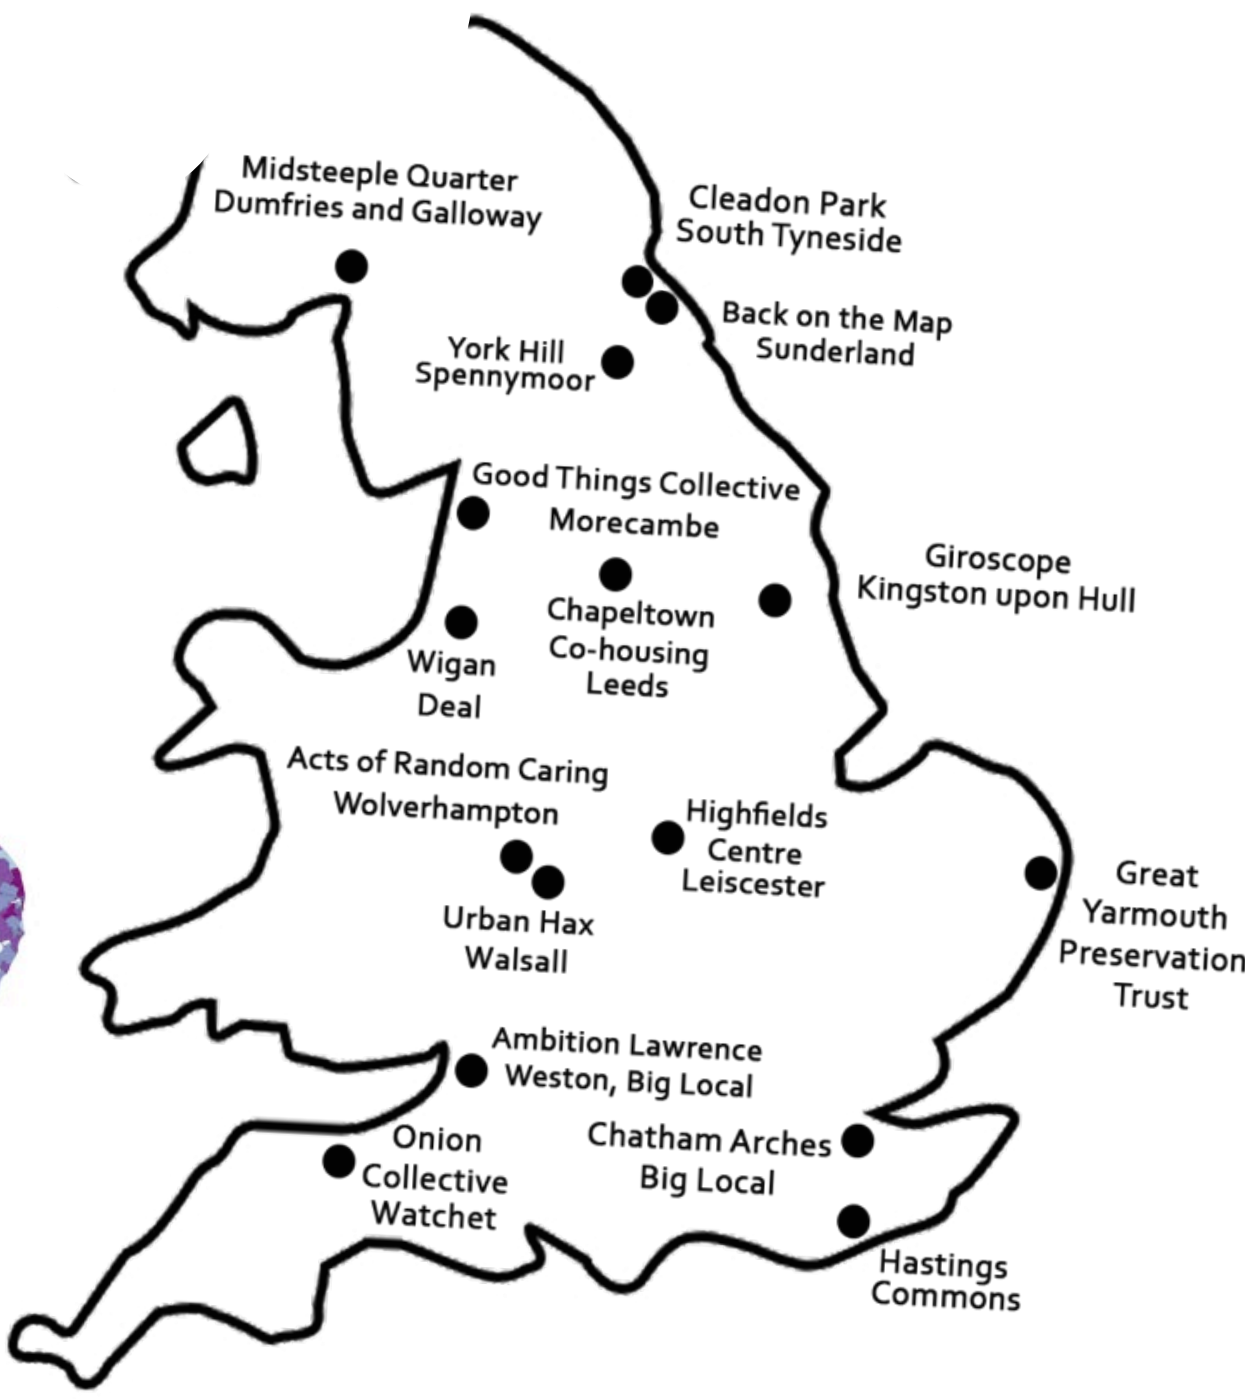 Midsteeple Quarter
Dumfries and Galloway
Cleadon Park
South Tyneside
Back on the Map
Sunderland
York Hill
Spennymoor
Good Things Collective
Morecambe
Giroscope
Kingston upon Hull
Chapeltown
Co-housing
Leeds
Wigan
Deal
Acts of Random Caring
Wolverhampton
Highfields
Centre
Leiscester
Great
Yarmouth
Preservation
Trust
Urban Hax
Walsall
Ambition Lawrence
Weston, Big Local
Chatham Arches
Big Local
Onion
Collective
Watchet
Hastings
Commons